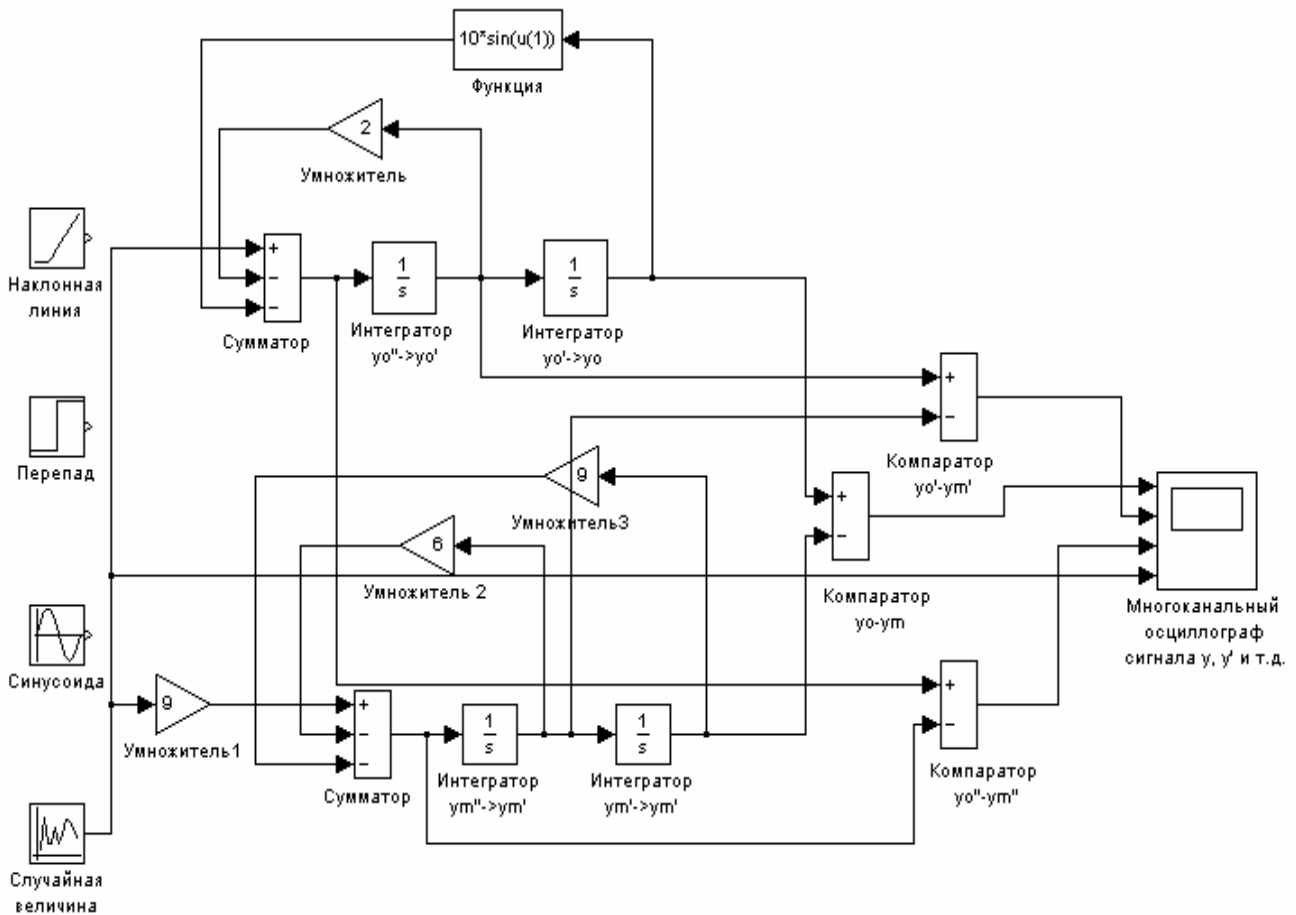 10*sin(u(1))
Функция
2
Умножитель
Наклонная
линия
+
−
−
Сумматор
1
s
Интегратор
yo''->yo'
1
s
Интегратор
yo'->yo
+
−
Компаратор
yo'-ym'
Перепад
9
Умножитель3
6
Умножитель 2
+
−
Компаратор
yo-ym
Многоканальный
осциллограф
сигнала y, y' и т.д.
Синусоида
9
Умножитель1
+
−
−
Сумматор
1
s
Интегратор
ym''->ym'
1
s
Интегратор
ym'->ym'
+
−
Компаратор
yo''-ym''
Случайная
величина